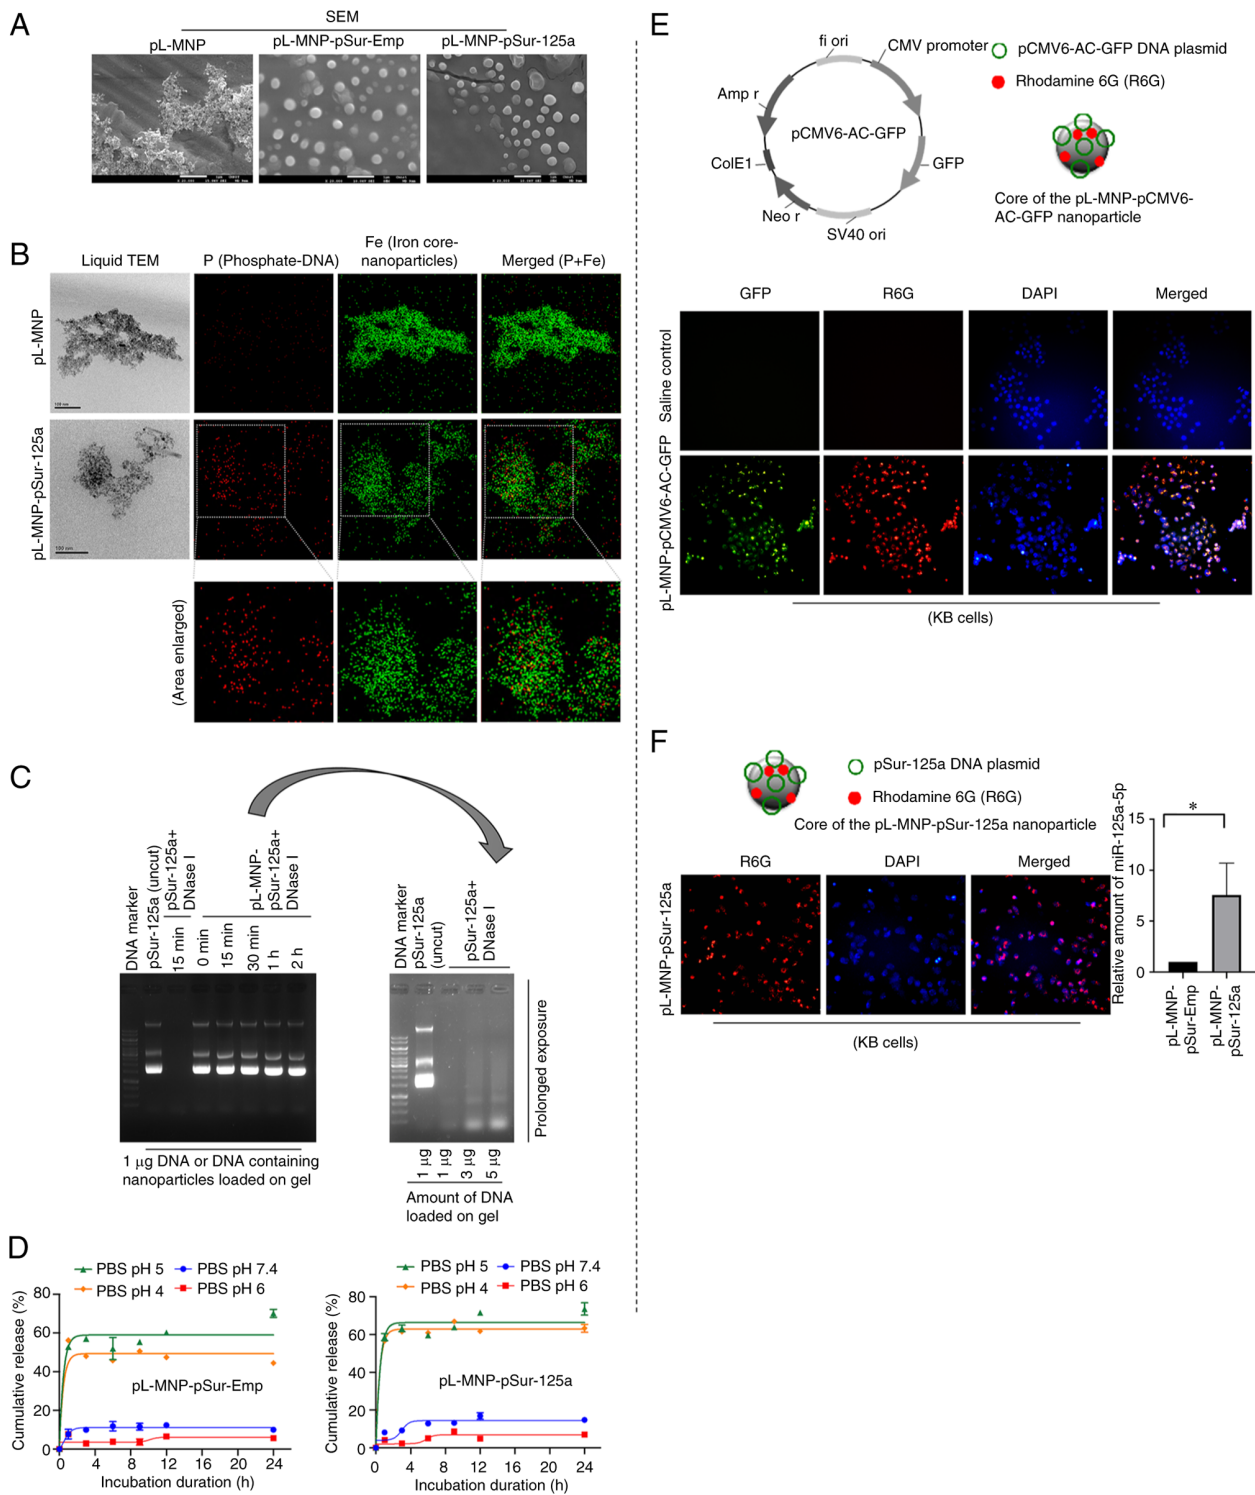 A
SEM
pL-MNP
pL-MNP-pSur-Emp
pL-MNP-pSur-125a
B
Liquid TEM
P (Phosphate-DNA)
Fe (Iron core-
nanoparticles)
Merged (P+Fe)
pL-MNP
pL-MNP-pSur-125a
(Area enlarged)
C
DNA marker
pSur-125a (uncut)
pSur-125a+
DNase I
15 min
pL-MNP-
pSur-125a+
DNase I
0 min
15 min
30 min
1 h
2 h
1 µg DNA or DNA containing
nanoparticles loaded on gel
DNA marker
pSur-125a
(uncut)
pSur-125a+
DNase I
Prolonged exposure
1 µg
1 µg
3 µg
5 µg
Amount of DNA
loaded on gel
D
PBS pH 5
PBS pH 7.4
PBS pH 4
PBS pH 6
Cumulative release (%)
80
60
40
20
0
pL-MNP-pSur-Emp
0 4 8 12 16 20 24
Incubation duration (h)
PBS pH 5
PBS pH 7.4
PBS pH 4
PBS pH 6
Cumulative release (%)
80
60
40
20
0
pL-MNP-pSur-125a
0 4 8 12 16 20 24
Incubation duration (h)
E
fi ori
CMV promoter
Amp r
pCMV6-AC-GFP
ColE1
GFP
Neo r
SV40 ori
pCMV6-AC-GFP DNA plasmid
Rhodamine 6G (R6G)
Core of the pL-MNP-pCMV6-
AC-GFP nanoparticle
GFP
R6G
DAPI
Merged
Saline control
pL-MNP-pCMV6-AC-GFP
(KB cells)
F
pSur-125a DNA plasmid
Rhodamine 6G (R6G)
Core of the pL-MNP-pSur-125a nanoparticle
R6G
DAPI
Merged
pL-MNP-pSur-125a
(KB cells)
Relative amount of miR-125a-5p
15
10
5
0
*
pL-MNP-
pSur-Emp
pL-MNP-
pSur-125a